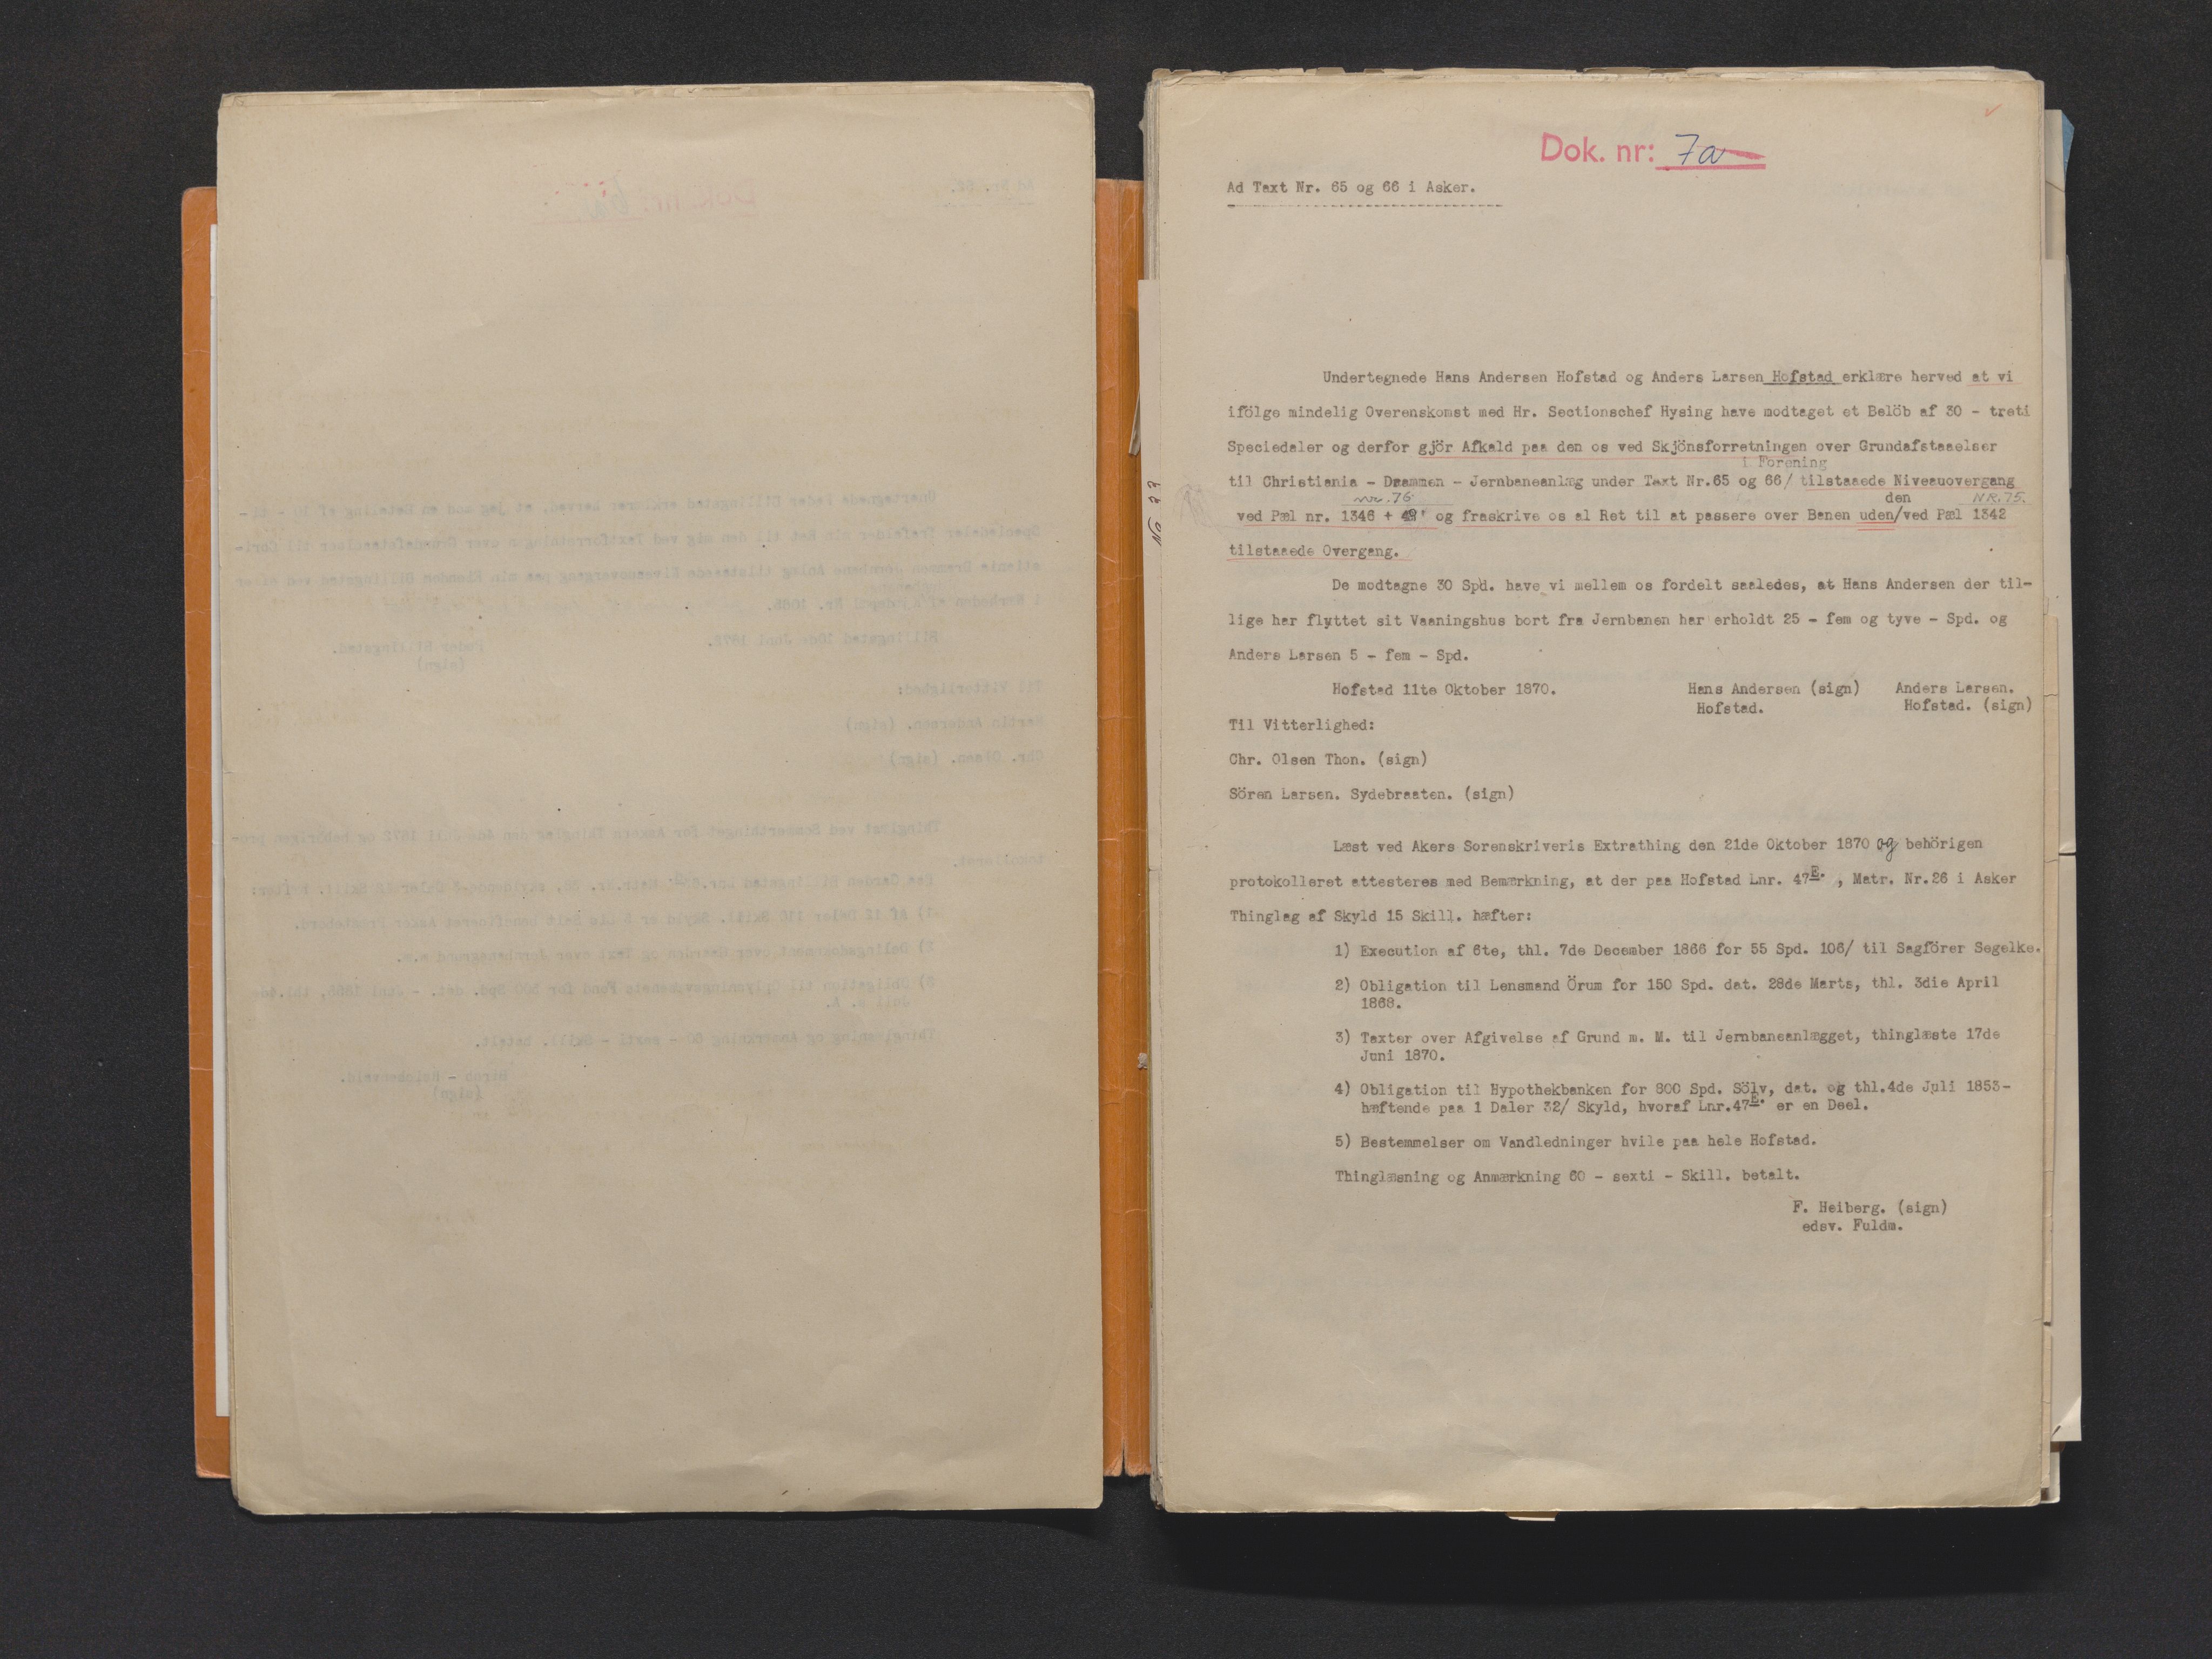 Dok. nr: 7a
Ad Taxt Nr. 65 og 66 i Asker.
Undertegnede Hans Andersen Hofstad og Anders Larsen Hofstad erklære herved at vi
ifölge mindelig Overenskomst med Hr. Sectionschef Hysing have modtaget et Belöb af 30 - treti
Speciedaler og derfor gjör Afkald paa den os ved Skjönsforretningen over Grundafstaaelser
i Forening
til Christiania - Drammen - Jernbaneanlæg under Taxt Nr.65 og 66/ tilstaaede Niveauovergang
nr. 76 den NR.75.
ved Pæl nr. 1346 + 49' og fraskrive os al Ret til at passere over Banen uden/ved Pæl 1342
tilstaaede Overgang.
De modtagne 30 Spd. have vi mellem os fordelt saaledes, at Hans Andersen der til-
lige har flyttet sit Vaaningshus bort fra Jernbanen har erholdt 25 - fem og tyve - Spd. og
Anders Larsen 5 - fem - Spd.
Hofstad 11te Oktober 1870. Hans Andersen (sign) Anders Larsen.
Hofstad. Hofstad. (sign)
Til Vitterlighed:
Chr. Olsen Thon. (sign)
Sören Larsen. Sydebraaten. (sign)
Læst ved Akers Sorenskriveris Extrathing den 21de Oktober 1870 og behörigen
protokolleret attesteres med Bemærkning, at der paa Hofstad Lnr. 47E. , Matr. Nr.26 i Asker
Thinglag af Skyld 15 Skill. hæfter:
1) Execution af 6te, thl. 7de December 1866 for 55 Spd. 106/ til Sagförer Segelke.
2) Obligation til Lensmand Örum for 150 Spd. dat. 28de Marts, thl. 3die April
1868.
3) Taxter over Afgivelse af Grund m. M. til Jernbaneanlægget, thinglæste 17de
Juni 1870.
4) Obligation til Hypothekbanken for 800 Spd. Sölv, dat. og thl.4de Juli 1853-
hæftende paa 1 Daler 32/ Skyld, hvoraf Lnr.47E. er en Deel.
5) Bestemmelser om Vandledninger hvile paa hele Hofstad.
Thinglæsning og Anmærkning 60 - sexti - Skill. betalt.
F. Heiberg. (sign)
edsv. Fuldm.